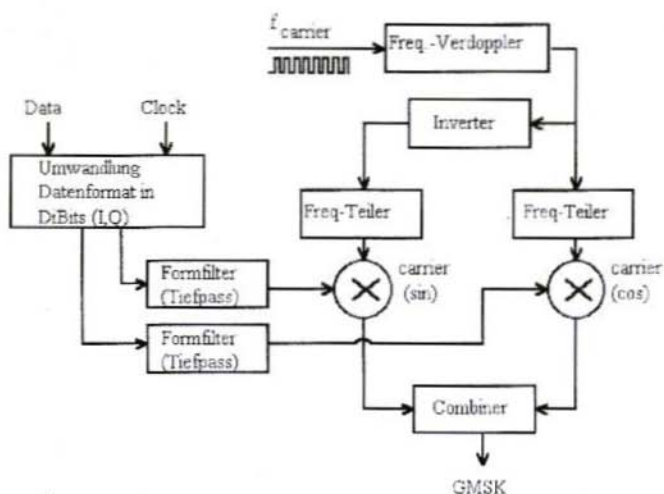 f carrier
Freq.-Verdoppler
Data
Clock
Inverter
Umwandlung
Datenformat in
DiBits (I,Q)
Freq-Teiler
Freq-Teiler
Formfilter
(Tiefpass)
carrier
(sin)
carrier
(cos)
Formfilter
(Tiefpass)
Combiner
GMSK